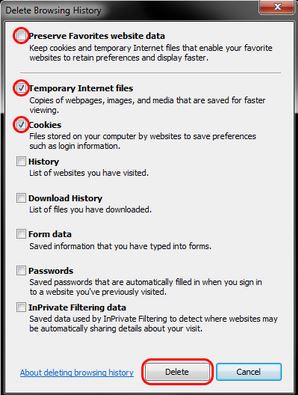 Delete Browsing History
Preserve Favorites website data
Keep cookies and temporary Internet files that enable your favorite
websites to retain preferences and display faster.
Temporary Internet files
Copies of webpages, images, and media that are saved for faster
viewing.
Cookies
Files stored on your computer by websites to save preferences
such as login information.
History
List of websites you have visited.
Download History
List of files you have downloaded.
Form data
Saved information that you have typed into forms.
Passwords
Saved passwords that are automatically filled in when you sign in
to a website you've previously visited.
InPrivate Filtering data
Saved data used by InPrivate Filtering to detect where websites may
be automatically sharing details about your visit.
About deleting browsing history
Delete
Cancel